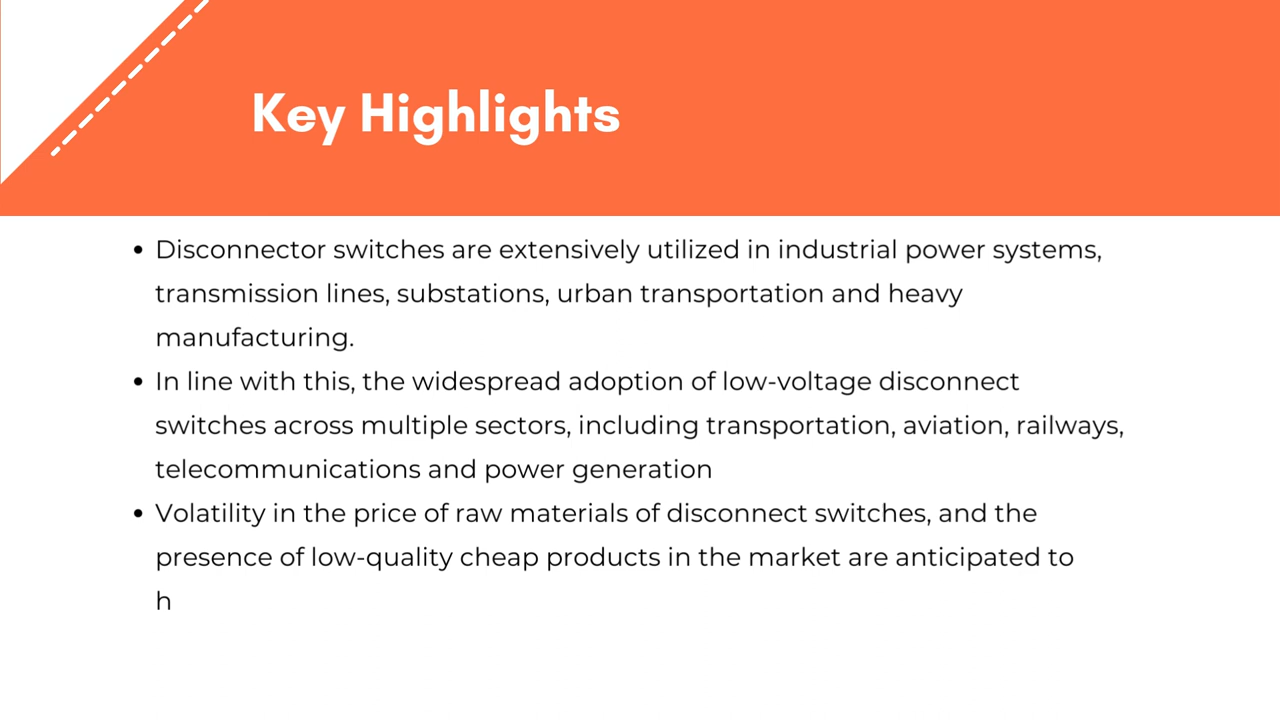 Key Highlights
• Disconnector switches are extensively utilized in industrial power systems,
transmission lines, substations, urban transportation and heavy
manufacturing.
• In line with this, the widespread adoption of low-voltage disconnect
switches across multiple sectors, including transportation, aviation, railways,
telecommunications and power generation
• Volatility in the price of raw materials of disconnect switches, and the
presence of low-quality cheap products in the market are anticipated to
h